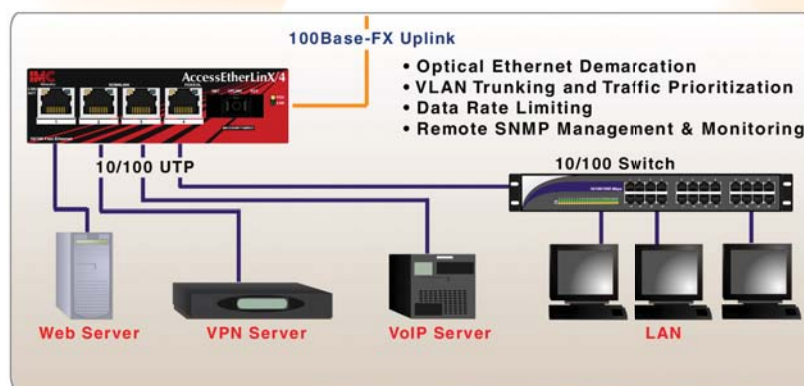 100Base-FX Uplink
IMC
AccessEtherLinX/4
• Optical Ethernet Demarcation
• VLAN Trunking and Traffic Prioritization
• Data Rate Limiting
• Remote SNMP Management & Monitoring
10/100 UTP
10/100 Switch
Web Server
VPN Server
VoIP Server
LAN